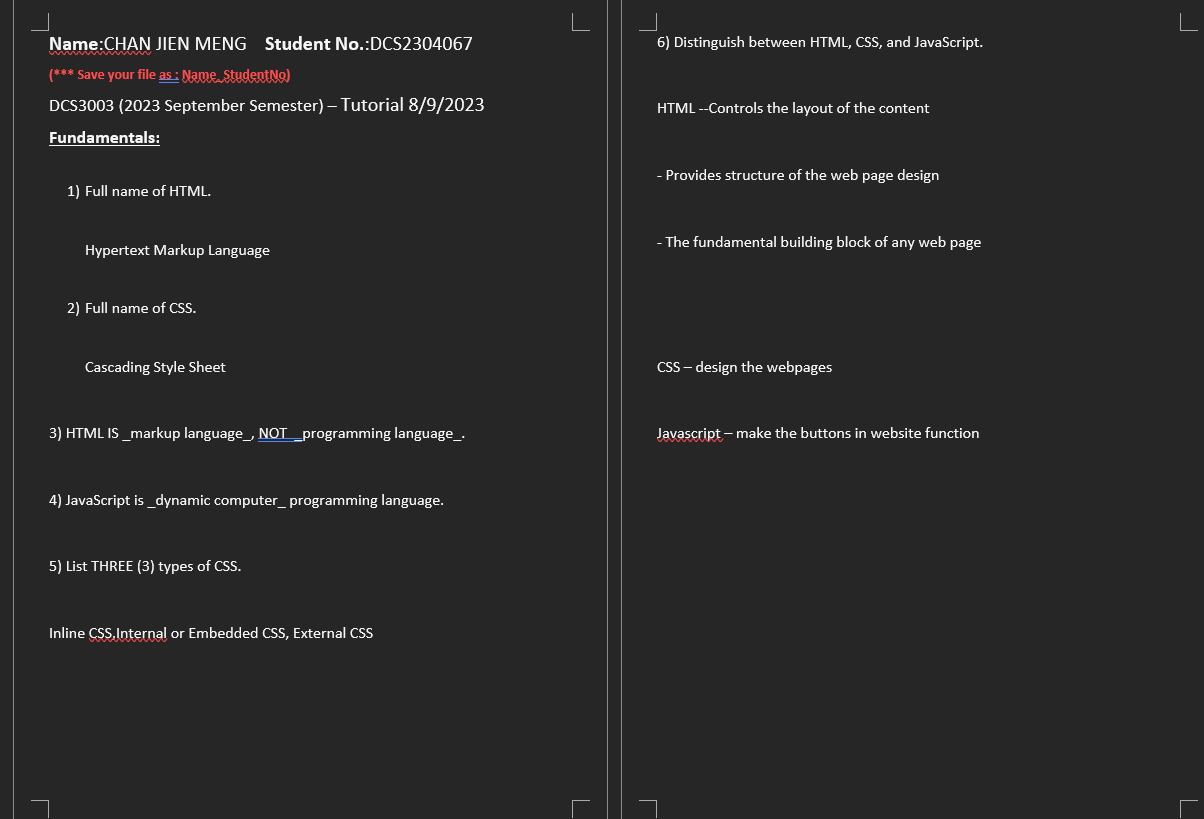 Name:CHAN JIEN MENG Student No.:DCS2304067
(*** Save your file as : Name_StudentNo)
DCS3003 (2023 September Semester) – Tutorial 8/9/2023
Fundamentals:
1) Full name of HTML.
Hypertext Markup Language
2) Full name of CSS.
Cascading Style Sheet
3) HTML IS _markup language_, NOT _programming language_.
4) JavaScript is _dynamic computer_ programming language.
5) List THREE (3) types of CSS.
Inline CSS,Internal or Embedded CSS, External CSS
6) Distinguish between HTML, CSS, and JavaScript.
HTML --Controls the layout of the content
- Provides structure of the web page design
- The fundamental building block of any web page
CSS – design the webpages
Javascript – make the buttons in website function